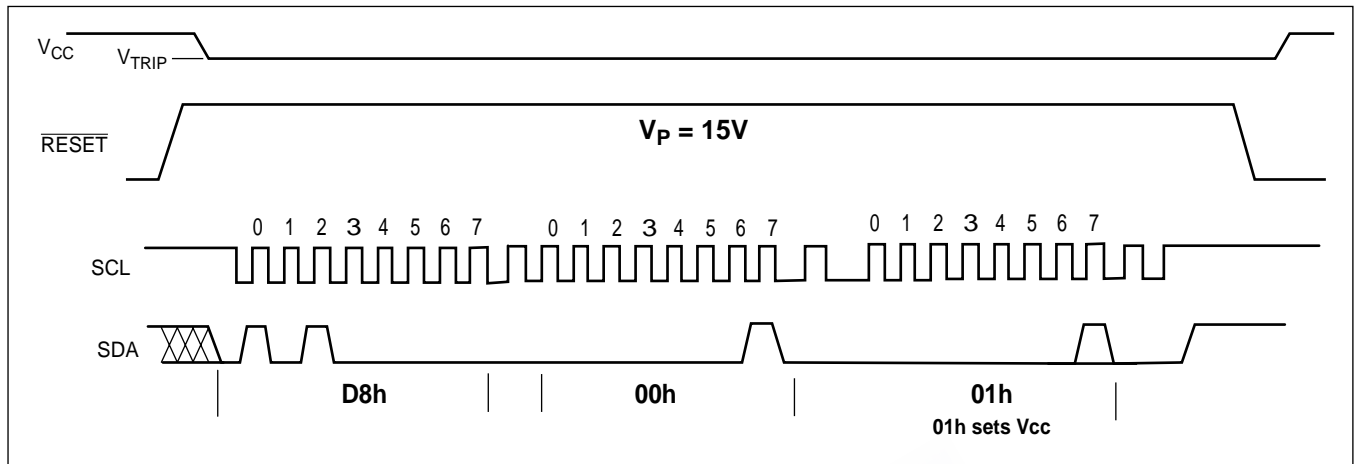 VCC
VTRIP
RESET
VP = 15V
0 1 2 3 4 5 6 7 0 1 2 3 4 5 6 7 0 1 2 3 4 5 6 7
SCL
SDA
D8h 00h 01h
01h sets Vcc